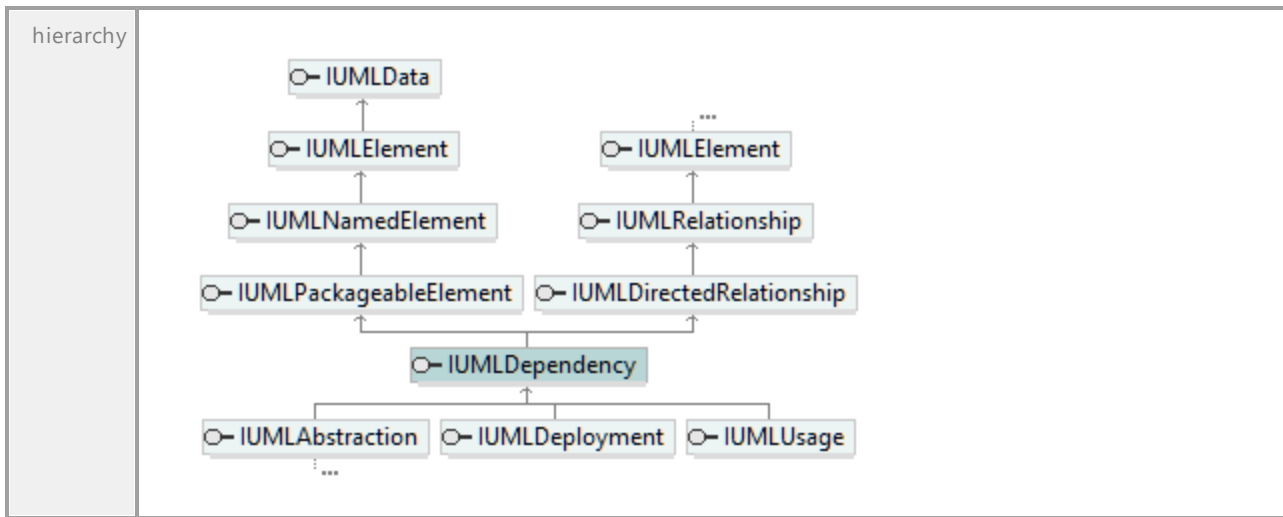 hierarchy
IUMLData
...
IUMLElement IUMLElement
IUMLNamedElement IUMLRelationship
IUMLPackageableElement IUMLDirectedRelationship
IUMLDependency
IUMLAbstraction IUMLDeployment IUMLUsage
...